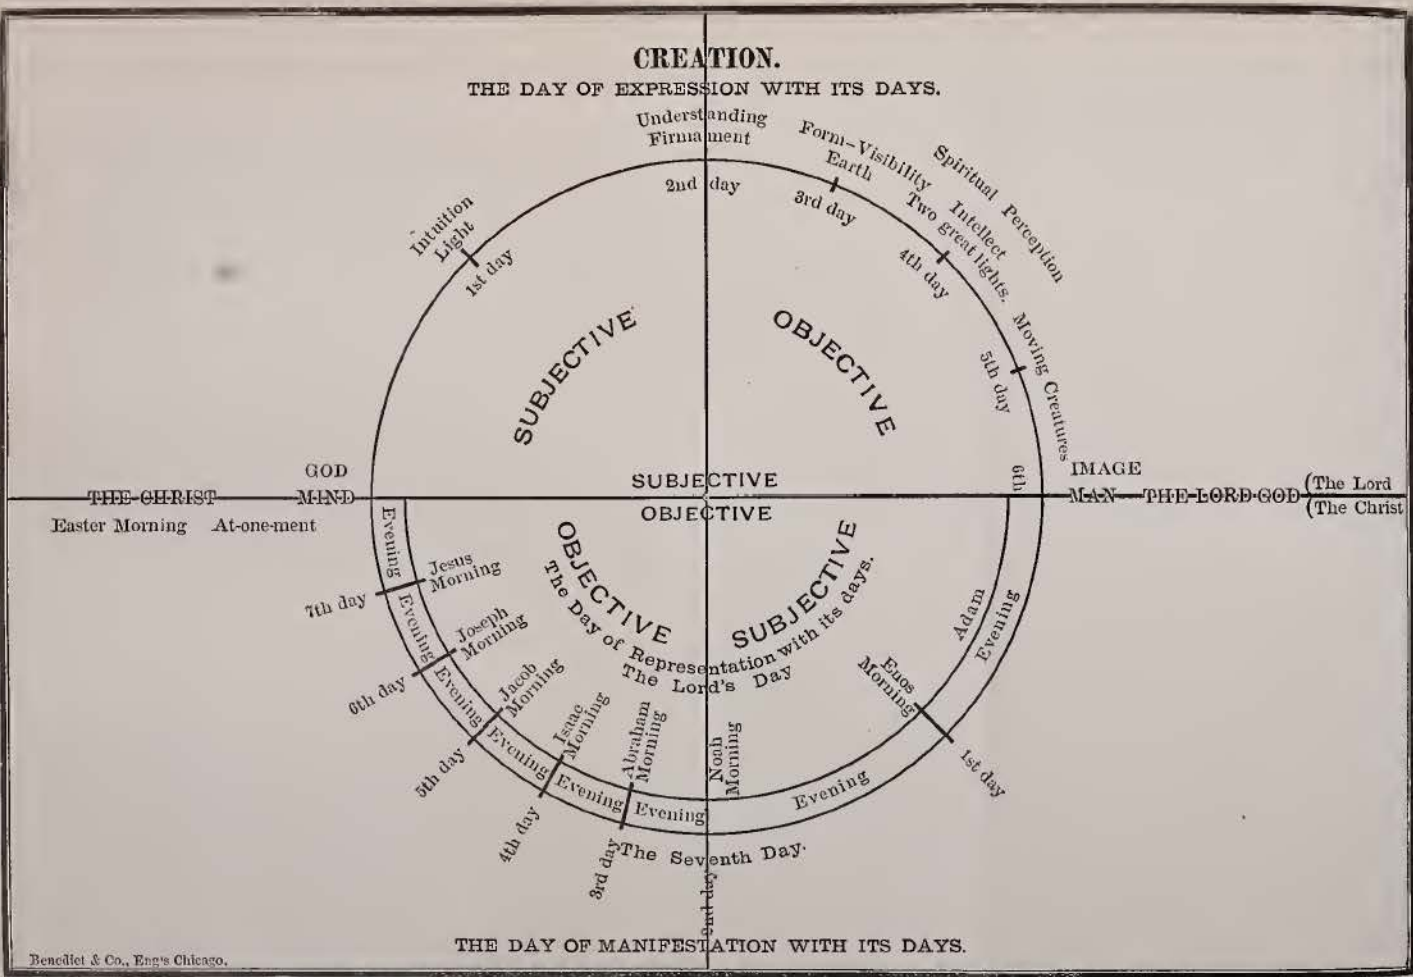 CREATION.
THE DAY OF EXPRESSION WITH ITS DAYS.
Understanding
Firmament
2nd day
Intuition
Light
1st day
Form-Visibility
Earth
3rd day
Spiritual Perception
Intellect
Two great lights.
4th day
Moving Creatures
5th day
6th
SUBJECTIVE
OBJECTIVE
SUBJECTIVE
OBJECTIVE
GOD
THE CHRIST MIND
Easter Morning At-one-ment
IMAGE
MAN THE LORD GOD (The Lord
(The Christ
OBJECTIVE
SUBJECTIVE
The Day of Representation with its days.
The Lord's Day
Adam
Evening
Enos
Morning
1st day
Evening
Noah
Morning
2nd day
Evening
Abraham
Morning
3rd day
Evening
Isaac
Morning
4th day
Evening
Jacob
Morning
5th day
Evening
Joseph
Morning
6th day
Evening
Jesus
Morning
7th day
Evening
The Seventh Day.
THE DAY OF MANIFESTATION WITH ITS DAYS.
Benedict & Co., Eng's Chicago.